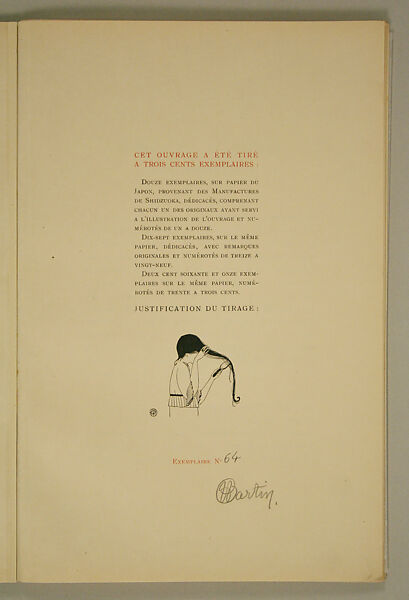 CET OUVRAGE A ÉTÉ TIRÉ
A TROIS CENTS EXEMPLAIRES :
DOUZE EXEMPLAIRES, SUR PAPIER DU
JAPON, PROVENANT DES MANUFACTURES
DE SHIDZUOKA, DÉDICACÉS, COMPRENANT
CHACUN UN DES ORIGINAUX AYANT SERVI
A L'ILLUSTRATION DE L'OUVRAGE ET NU-
MÉROTÉS DE UN A DOUZE.
DIX-SEPT EXEMPLAIRES, SUR LE MÊME
PAPIER, DÉDICACÉS, AVEC REMARQUES
ORIGINALES ET NUMÉROTÉS DE TREIZE A
VINGT-NEUF.
DEUX CENT SOIXANTE ET ONZE EXEM-
PLAIRES SUR LE MÊME PAPIER, NUMÉ-
ROTÉS DE TRENTE A TROIS CENTS.
JUSTIFICATION DU TIRAGE :
EXEMPLAIRE N° 64
Martin.